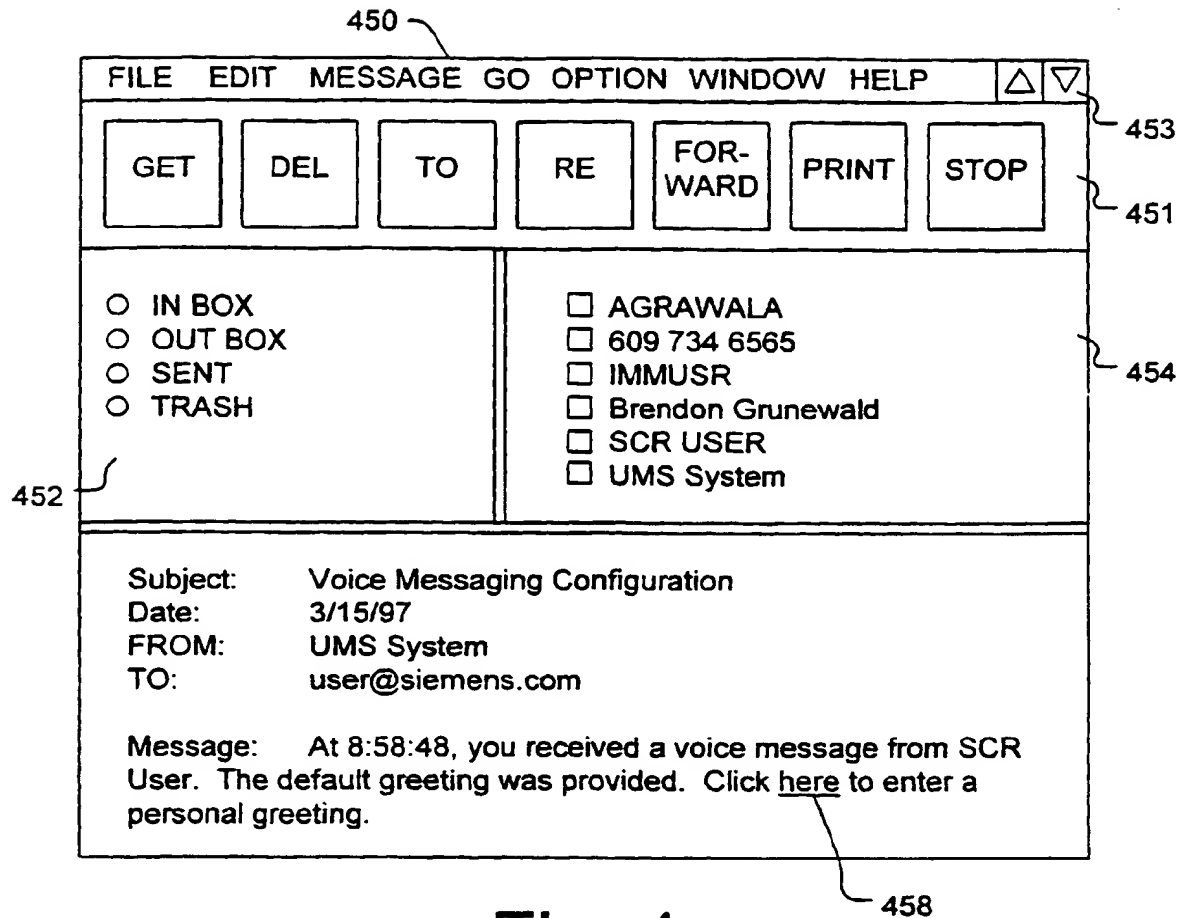 450
FILE EDIT MESSAGE GO OPTION WINDOW HELP
453
GET DEL TO RE FOR-
WARD PRINT STOP
451
IN BOX
OUT BOX
SENT
TRASH
452
AGRAWALA
609 734 6565
IMMUSR
Brendon Grunewald
SCR USER
UMS System
454
Subject: Voice Messaging Configuration
Date: 3/15/97
FROM: UMS System
TO: user@siemens.com
Message: At 8:58:48, you received a voice message from SCR
User. The default greeting was provided. Click here to enter a
personal greeting.
458